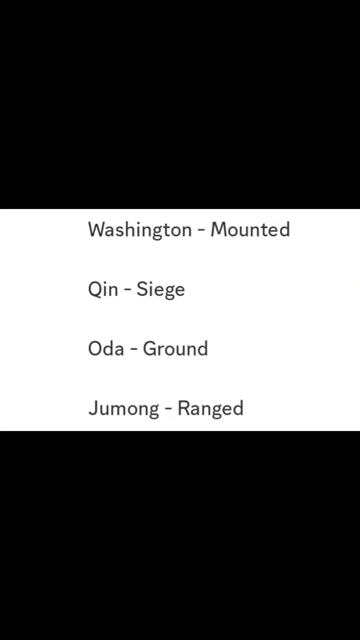 Washington - Mounted
Qin - Siege
Oda - Ground
Jumong - Ranged